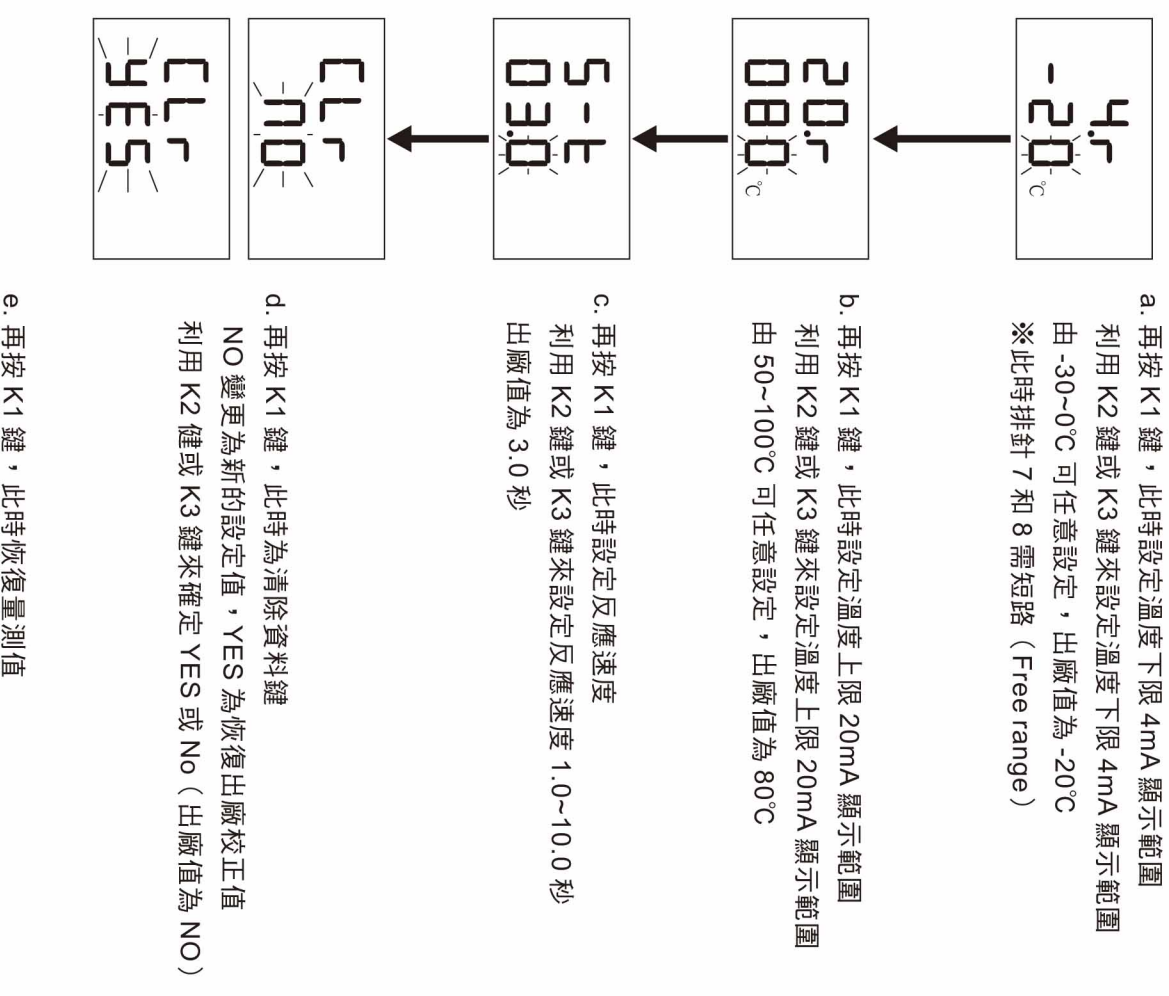 4.r
-20
°C
a. 再按 K1 鍵，此時設定溫度下限 4mA 顯示範圍
利用 K2 鍵或 K3 鍵來設定溫度下限 4mA 顯示範圍
由 -30~0°C 可任意設定，出廠值為 -20°C
※此時排針 7 和 8 需短路（Free range）
20.r
080
°C
b. 再按 K1 鍵，此時設定溫度上限 20mA 顯示範圍
利用 K2 鍵或 K3 鍵來設定溫度上限 20mA 顯示範圍
由 50~100°C 可任意設定，出廠值為 80°C
S-t
03.0
c. 再按 K1 鍵，此時設定反應速度
利用 K2 鍵或 K3 鍵來設定反應速度 1.0~10.0 秒
出廠值為 3.0 秒
CLr
no
CLr
YES
d. 再按 K1 鍵，此時為清除資料鍵
NO 變更為新的設定值，YES 為恢復出廠校正值
利用 K2 健或 K3 鍵來確定 YES 或 No（出廠值為 NO）
e. 再按 K1 鍵，此時恢復量測值